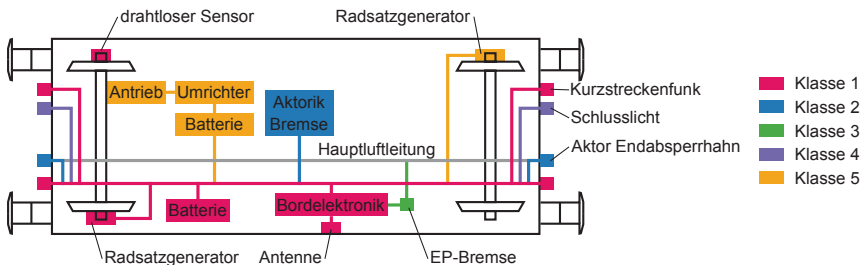 drahtloser Sensor
Radsatzgenerator
Antrieb
Umrichter
Batterie
Aktorik
Bremse
Hauptluftleitung
Kurzstreckenfunk
Schlusslicht
Aktor Endabsperrhahn
Klasse 1
Klasse 2
Klasse 3
Klasse 4
Klasse 5
Batterie
Bordelektronik
Radsatzgenerator
Antenne
EP-Bremse